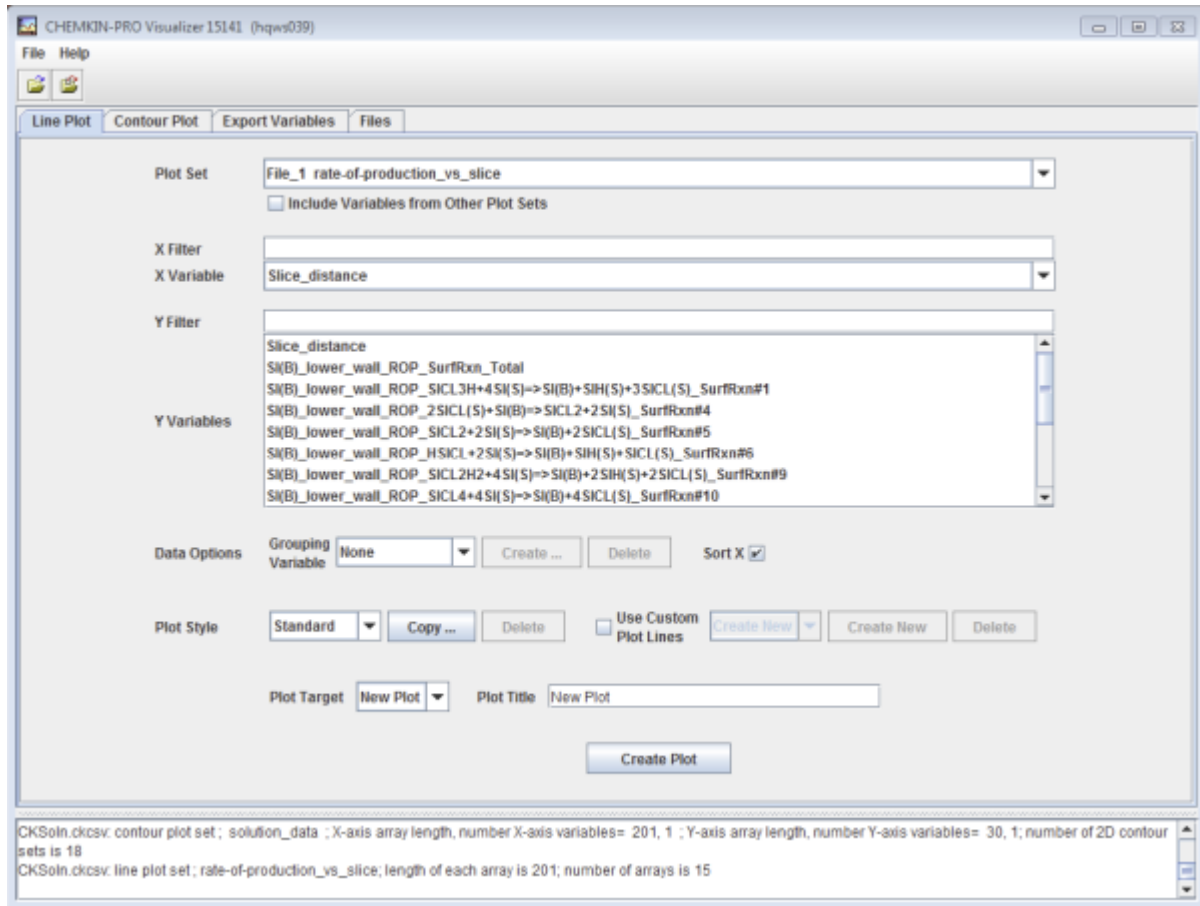 CHEMKIN-PRO Visualizer 15141 (hqws039)
File Help
Line Plot Contour Plot Export Variables Files
Plot Set File_1 rate-of-production_vs_slice
Include Variables from Other Plot Sets
X Filter
X Variable Slice_distance
Y Filter
Slice_distance
SI(B)_lower_wall_ROP_SurfRxn_Total
SI(B)_lower_wall_ROP_SICL3H+4SI(S)=>SI(B)+SIH(S)+3SICL(S)_SurfRxn#1
SI(B)_lower_wall_ROP_2SICL(S)+SI(B)=>SICL2+2SI(S)_SurfRxn#4
Y Variables
SI(B)_lower_wall_ROP_SICL2+2SI(S)=>SI(B)+2SICL(S)_SurfRxn#5
SI(B)_lower_wall_ROP_HSICL+2SI(S)=>SI(B)+SIH(S)+SICL(S)_SurfRxn#6
SI(B)_lower_wall_ROP_SICL2H2+4SI(S)=>SI(B)+2SIH(S)+2SICL(S)_SurfRxn#9
SI(B)_lower_wall_ROP_SICL4+4SI(S)=>SI(B)+4SICL(S)_SurfRxn#10
Data Options Grouping Variable None Create ... Delete Sort X
Plot Style Standard Copy ... Delete Use Custom Plot Lines Create New Create New Delete
Plot Target New Plot Plot Title New Plot
Create Plot
CKSoln.ckcsv: contour plot set ; solution_data ; X-axis array length, number X-axis variables= 201, 1 ; Y-axis array length, number Y-axis variables= 30, 1; number of 2D contour
sets is 18
CKSoln.ckcsv: line plot set ; rate-of-production_vs_slice; length of each array is 201; number of arrays is 15